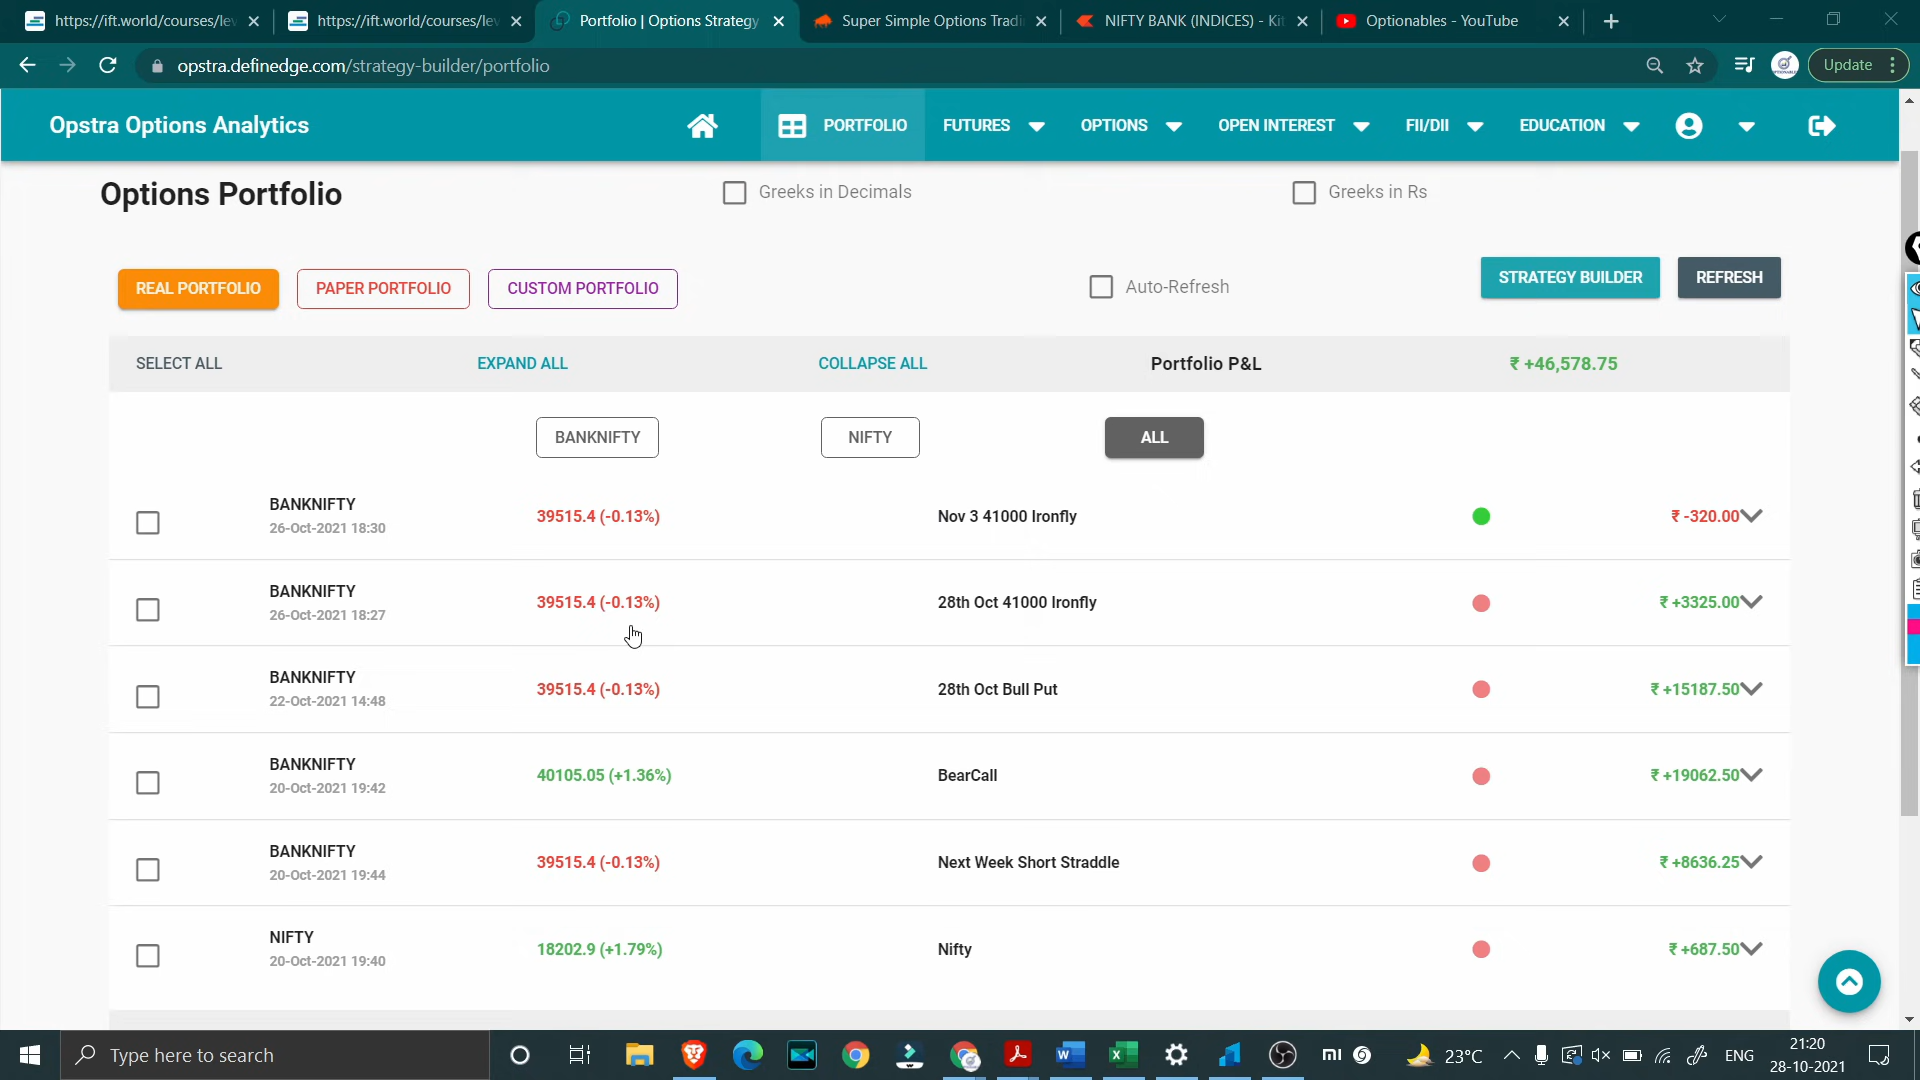 https://ift.world/courses/lev
https://ift.world/courses/lev
Portfolio | Options Strategy
Super Simple Options Tradi
NIFTY BANK (INDICES) - Kit
Optionables - YouTube
opstra.definedge.com/strategy-builder/portfolio
Update
Opstra Options Analytics
PORTFOLIO
FUTURES
OPTIONS
OPEN INTEREST
FII/DII
EDUCATION
Options Portfolio
Greeks in Decimals
Greeks in Rs
REAL PORTFOLIO
PAPER PORTFOLIO
CUSTOM PORTFOLIO
Auto-Refresh
STRATEGY BUILDER
REFRESH
SELECT ALL
EXPAND ALL
COLLAPSE ALL
Portfolio P&L
₹ +46,578.75
BANKNIFTY
NIFTY
ALL
BANKNIFTY
26-Oct-2021 18:30
39515.4 (-0.13%)
Nov 3 41000 Ironfly
₹ -320.00
BANKNIFTY
26-Oct-2021 18:27
39515.4 (-0.13%)
28th Oct 41000 Ironfly
₹ +3325.00
BANKNIFTY
22-Oct-2021 14:48
39515.4 (-0.13%)
28th Oct Bull Put
₹ +15187.50
BANKNIFTY
20-Oct-2021 19:42
40105.05 (+1.36%)
BearCall
₹ +19062.50
BANKNIFTY
20-Oct-2021 19:44
39515.4 (-0.13%)
Next Week Short Straddle
₹ +8636.25
NIFTY
20-Oct-2021 19:40
18202.9 (+1.79%)
Nifty
₹ +687.50
Type here to search
23°C
ENG
21:20
28-10-2021